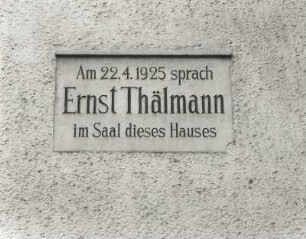 Am 22.4.1925 sprach
Ernst Thälmann
im Saal dieses Hauses